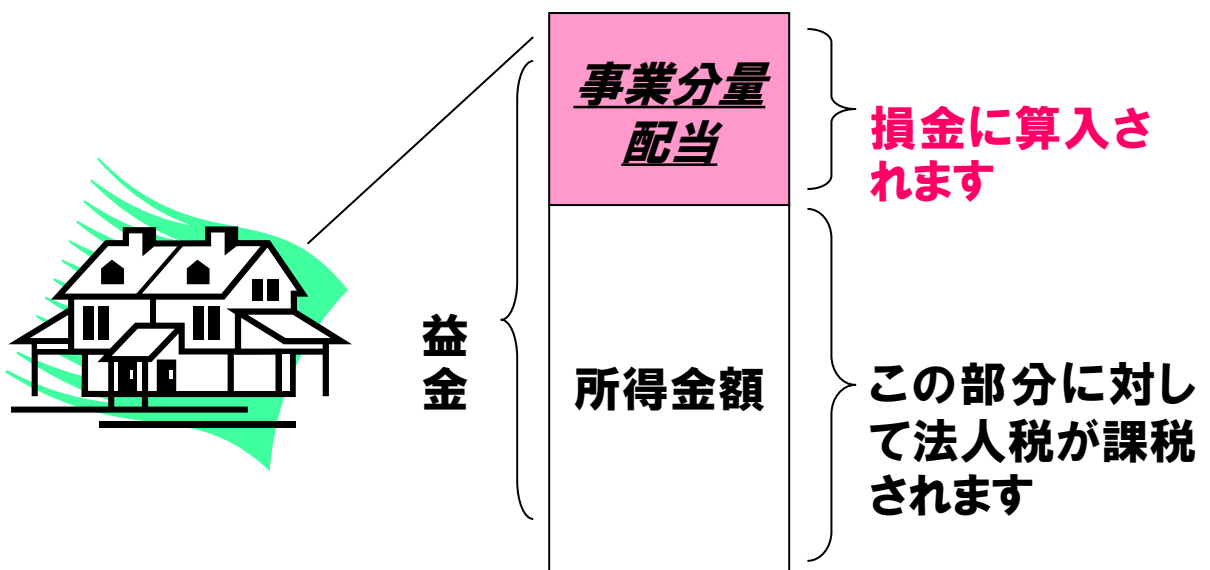 事業分量
配当
損金に算入さ
れます
益
金
所得金額
この部分に対し
て法人税が課税
されます